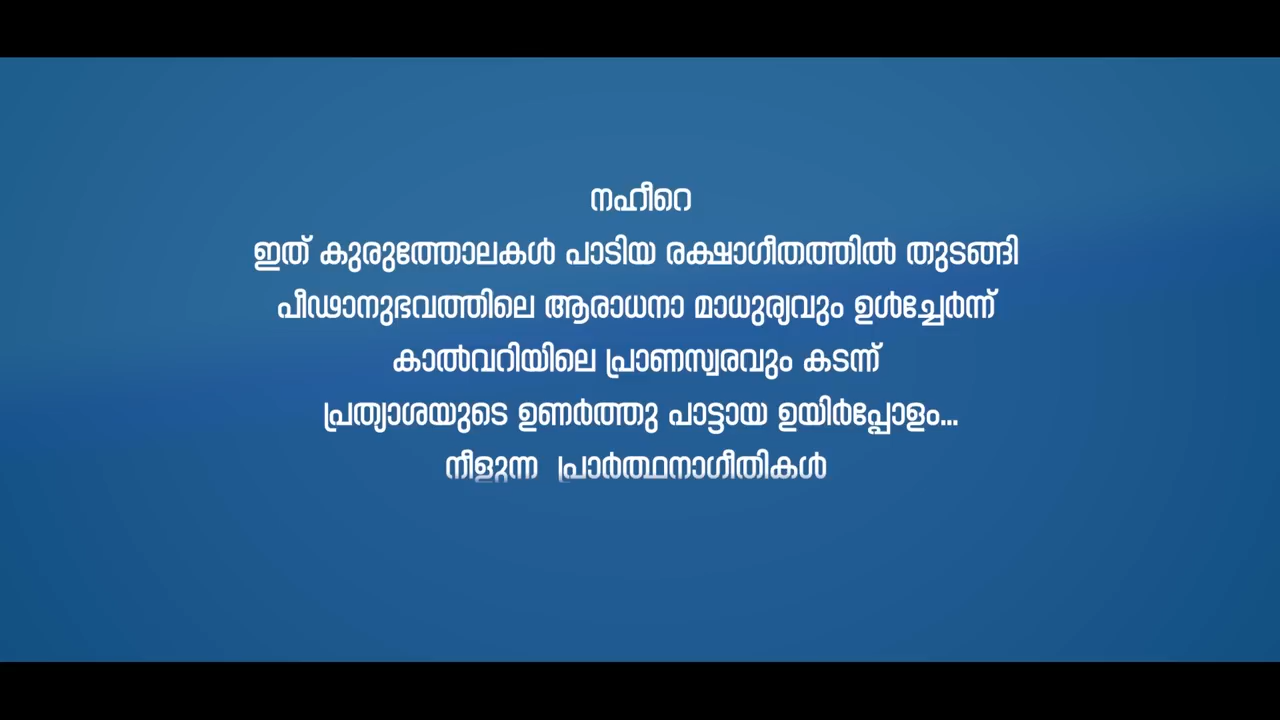 നഹീറെ
ഇത് കുരുത്തോലകൾ പാടിയ രക്ഷാഗീതത്തിൽ തുടങ്ങി
പീഢാനുഭവത്തിലെ ആരാധനാ മാധുര്യവും ഉൾച്ചേർന്ന്
കാൽവറിയിലെ പ്രാണസ്വരവും കടന്ന്
പ്രത്യാശയുടെ ഉണർത്തു പാട്ടായ ഉയിർപ്പോളം...
നീളുന്ന പ്രാർത്ഥനാഗീതികൾ